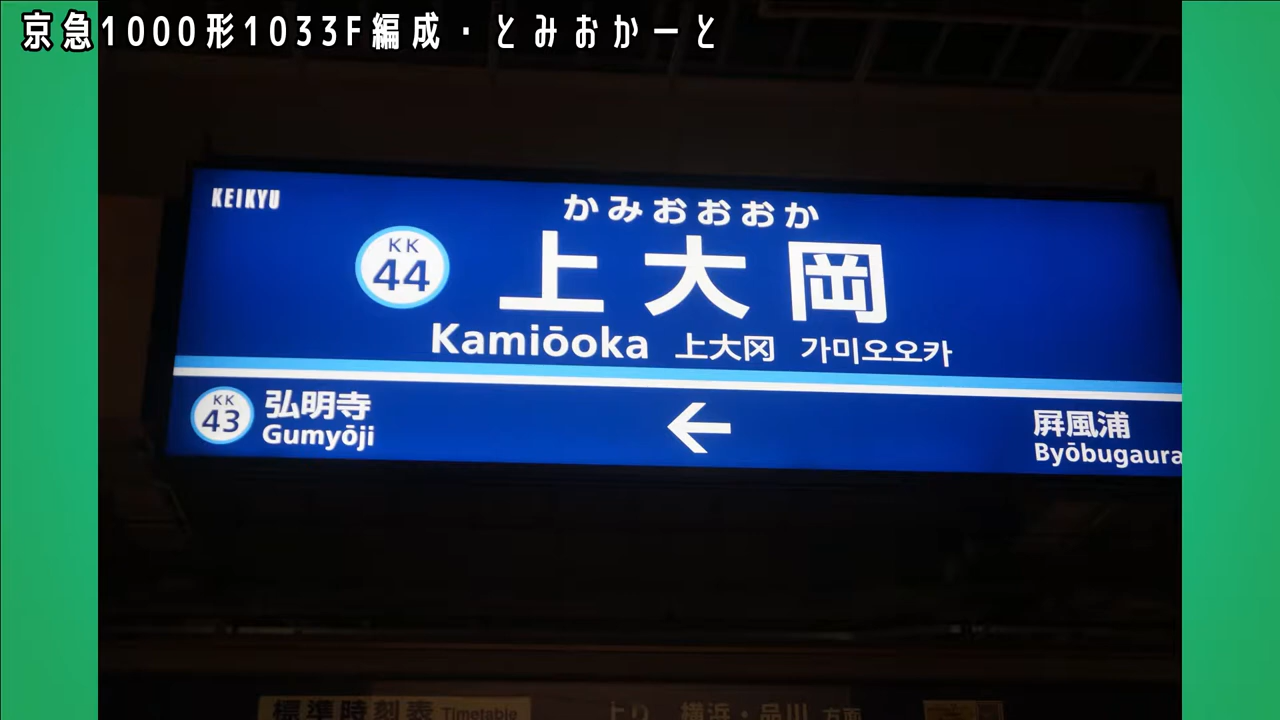 京急1000形1033F編成・とみおかーと
KEIKYU
かみおおおか
KK
44
上大岡
Kamiōoka 上大冈 가미오오카
KK
43
弘明寺
Gumyōji
←
屛風浦
Byōbugaura
標準時刻表 Timetable
上り 横浜・品川 方面